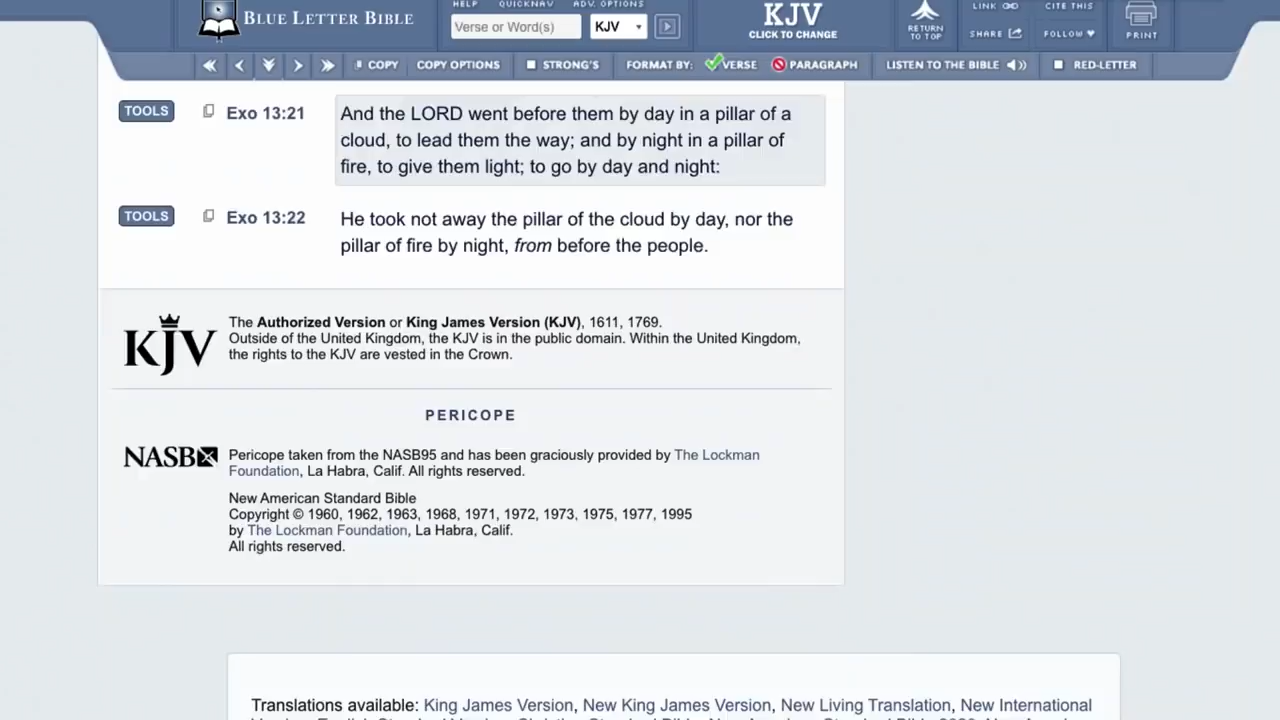 HELP QUICKNAV ADV. OPTIONS
BLUE LETTER BIBLE
Verse or Word(s)
KJV
KJV
CLICK TO CHANGE
RETURN
TO TOP
LINK
CITE THIS
SHARE
FOLLOW
PRINT
COPY COPY OPTIONS STRONG'S FORMAT BY: VERSE PARAGRAPH LISTEN TO THE BIBLE RED-LETTER
TOOLS Exo 13:21 And the LORD went before them by day in a pillar of a
cloud, to lead them the way; and by night in a pillar of
fire, to give them light; to go by day and night:
TOOLS Exo 13:22 He took not away the pillar of the cloud by day, nor the
pillar of fire by night, from before the people.
KJV
The Authorized Version or King James Version (KJV), 1611, 1769.
Outside of the United Kingdom, the KJV is in the public domain. Within the United Kingdom,
the rights to the KJV are vested in the Crown.
PERICOPE
NASB
Pericope taken from the NASB95 and has been graciously provided by The Lockman
Foundation, La Habra, Calif. All rights reserved.
New American Standard Bible
Copyright © 1960, 1962, 1963, 1968, 1971, 1972, 1973, 1975, 1977, 1995
by The Lockman Foundation, La Habra, Calif.
All rights reserved.
Translations available: King James Version, New King James Version, New Living Translation, New International